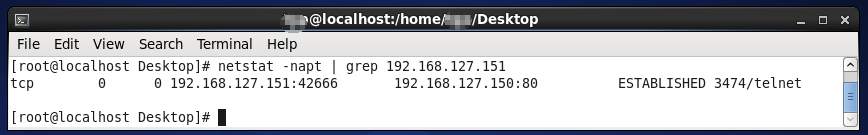 @localhost:/home/ /Desktop
File Edit View Search Terminal Help
[root@localhost Desktop]# netstat -napt | grep 192.168.127.151
tcp 0 0 192.168.127.151:42666 192.168.127.150:80 ESTABLISHED 3474/telnet
[root@localhost Desktop]#